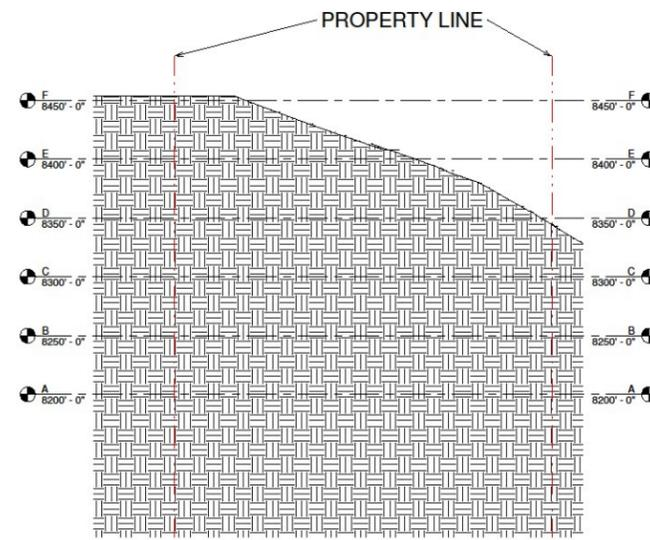 PROPERTY LINE
F
8450' - 0"
F
8450' - 0"
E
8400' - 0"
E
8400' - 0"
D
8350' - 0"
D
8350' - 0"
C
8300' - 0"
C
8300' - 0"
B
8250' - 0"
B
8250' - 0"
A
8200' - 0"
A
8200' - 0"